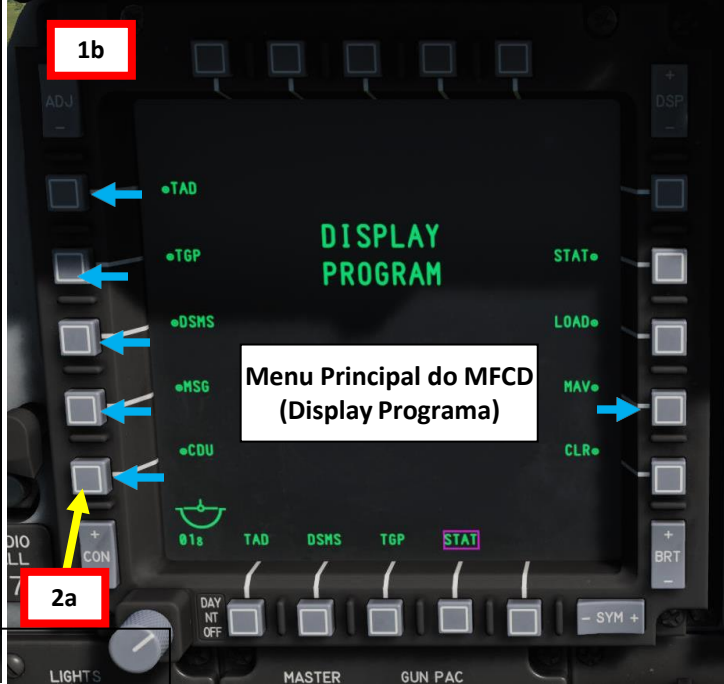 1b
ADJ
-
+
DSP
-
●TAD
DISPLAY
PROGRAM
●TGP
STAT●
●DSMS
LOAD●
Menu Principal do MFCD
(Display Programa)
●MSG
MAV●
●CDU
CLR●
01s
TAD DSMS TGP STAT
+
CON
+
BRT
-
2a
DAY
NT
OFF
- SYM +
LIGHTS
MASTER
GUN PAC